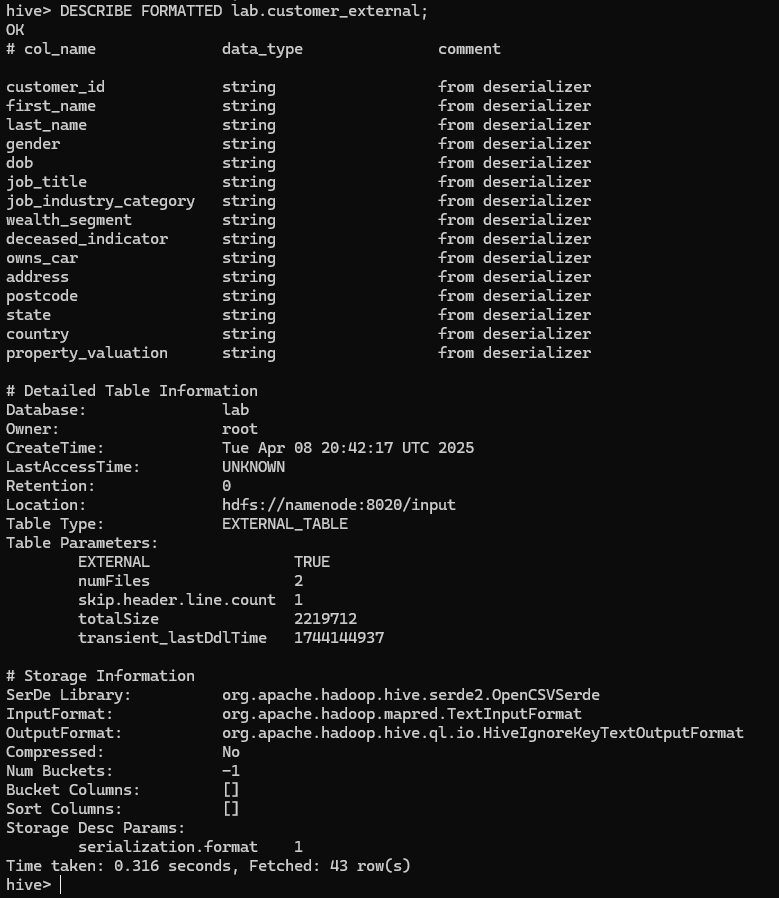 hive> DESCRIBE FORMATTED lab.customer_external;
OK
# col_name              data_type               comment
customer_id             string                  from deserializer
first_name              string                  from deserializer
last_name               string                  from deserializer
gender                  string                  from deserializer
dob                     string                  from deserializer
job_title               string                  from deserializer
job_industry_category   string                  from deserializer
wealth_segment          string                  from deserializer
deceased_indicator      string                  from deserializer
owns_car                string                  from deserializer
address                 string                  from deserializer
postcode                string                  from deserializer
state                   string                  from deserializer
country                 string                  from deserializer
property_valuation      string                  from deserializer
# Detailed Table Information
Database:               lab
Owner:                  root
CreateTime:             Tue Apr 08 20:42:17 UTC 2025
LastAccessTime:         UNKNOWN
Retention:              0
Location:               hdfs://namenode:8020/input
Table Type:             EXTERNAL_TABLE
Table Parameters:
        EXTERNAL                TRUE
        numFiles                2
        skip.header.line.count  1
        totalSize               2219712
        transient_lastDdlTime   1744144937
# Storage Information
SerDe Library:          org.apache.hadoop.hive.serde2.OpenCSVSerde
InputFormat:            org.apache.hadoop.mapred.TextInputFormat
OutputFormat:           org.apache.hadoop.hive.ql.io.HiveIgnoreKeyTextOutputFormat
Compressed:             No
Num Buckets:            -1
Bucket Columns:         []
Sort Columns:           []
Storage Desc Params:
        serialization.format    1
Time taken: 0.316 seconds, Fetched: 43 row(s)
hive>